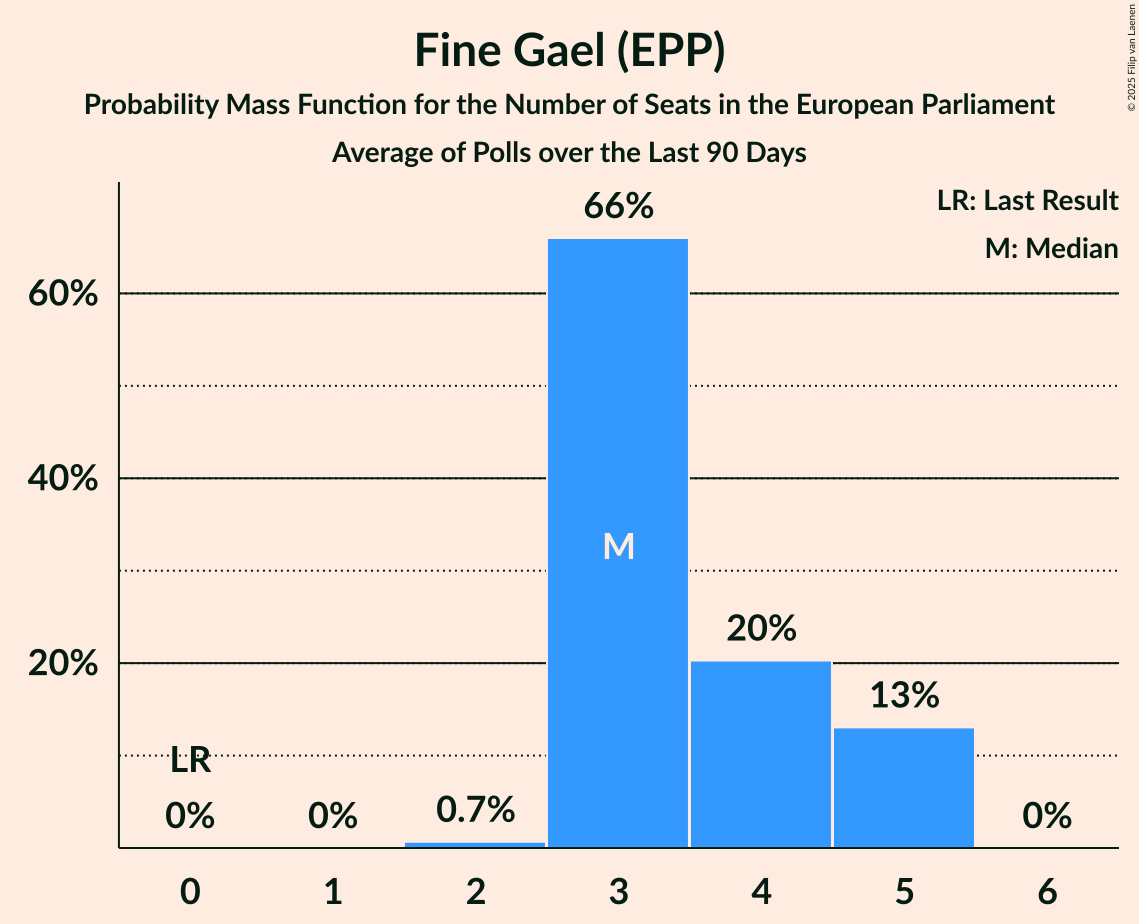 Fine Gael (EPP)
Probability Mass Function for the Number of Seats in the European Parliament
Average of Polls over the Last 90 Days
© 2025 Filip van Laenen
LR: Last Result
M: Median
66%
60%
40%
M
20%
20%
13%
LR
0%
0%
0.7%
0%
0 1 2 3 4 5 6